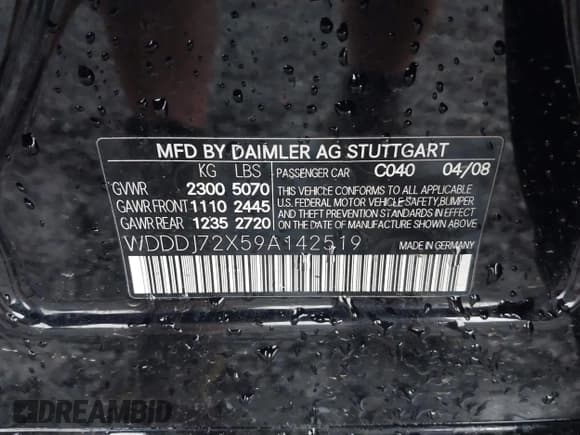 MFD BY DAIMLER AG STUTTGART
KG LBS PASSENGER CAR C040 04/08
GVWR 2300 5070 THIS VEHICLE CONFORMS TO ALL APPLICABLE
GAWR FRONT 1110 2445 U.S. FEDERAL MOTOR VEHICLE SAFETY, BUMPER
GAWR REAR 1235 2720 AND THEFT PREVENTION STANDARDS IN EFFECT
ON THE DATE OF MANUFACTURE SHOWN ABOVE.
WDDDJ72X59A142519 MADE IN GERMANY
DREAMBID